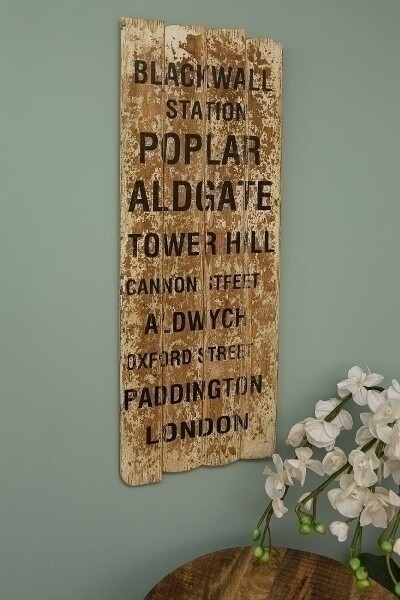 BLACKWALL
STATION
POPLAR
ALDGATE
TOWER HILL
CANNON STREET
ALDWYCH
OXFORD STREET
PADDINGTON
LONDON